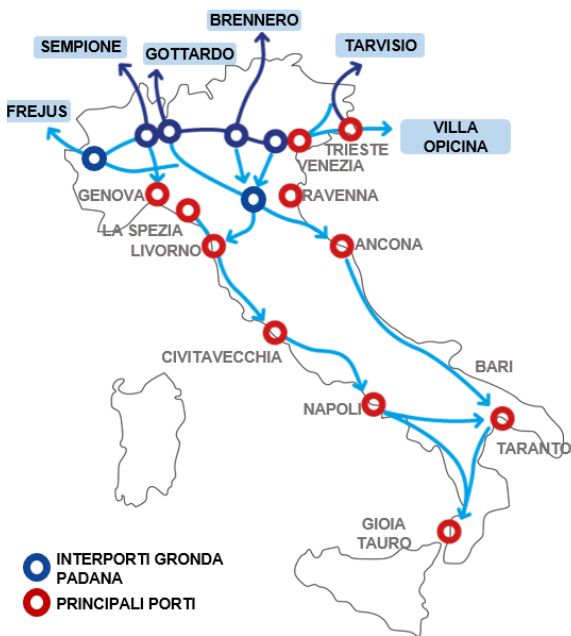 BRENNERO
SEMPIONE
GOTTARDO
TARVISIO
FREJUS
VILLA
OPICINA
TRIESTE
VENEZIA
GENOVA
RAVENNA
LA SPEZIA
LIVORNO
ANCONA
CIVITAVECCHIA
BARI
NAPOLI
TARANTO
GIOIA
TAURO
INTERPORTI GRONDA
PADANA
PRINCIPALI PORTI